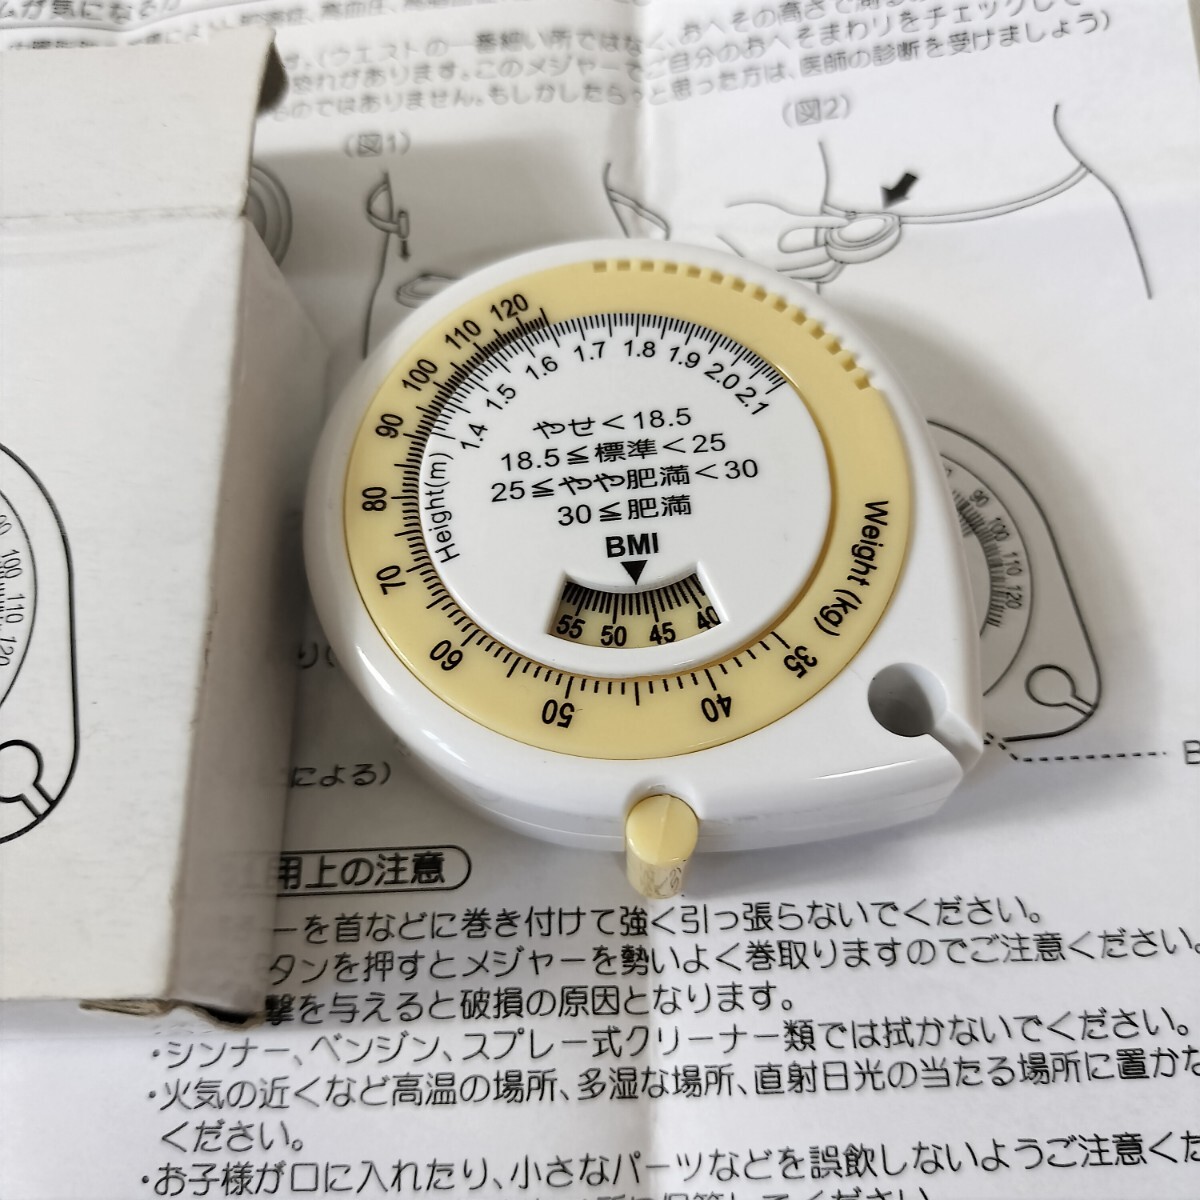 ムが気になる方
す。(ウエストの一番細い所ではなく、おへその高さで測る
恐れがあります。このメジャーでご自分のおへそまわりをチェックして
るのではありません。もしかしたら?と思った方は、医師の診断を受けましょう)
(図1)
(図2)
120
110
100
90
80
70
60
50
40
35
Weight (kg)
Height(m)
1.4 1.5 1.6 1.7 1.8 1.9 2.0 2.1
やせ<18.5
18.5≦標準<25
25≦やや肥満<30
30≦肥満
BMI
55 50 45 40
90 100 110 120
100 110 120
による)
用上の注意
ーを首などに巻き付けて強く引っ張らないでください。
タンを押すとメジャーを勢いよく巻取りますのでご注意ください。
撃を与えると破損の原因となります。
・シンナー、ベンジン、スプレー式クリーナー類では拭かないでください。
・火気の近くなど高温の場所、多湿な場所、直射日光の当たる場所に置かな
ください。
・お子様が口に入れたり、小さなパーツなどを誤飲しないようご注意くだ